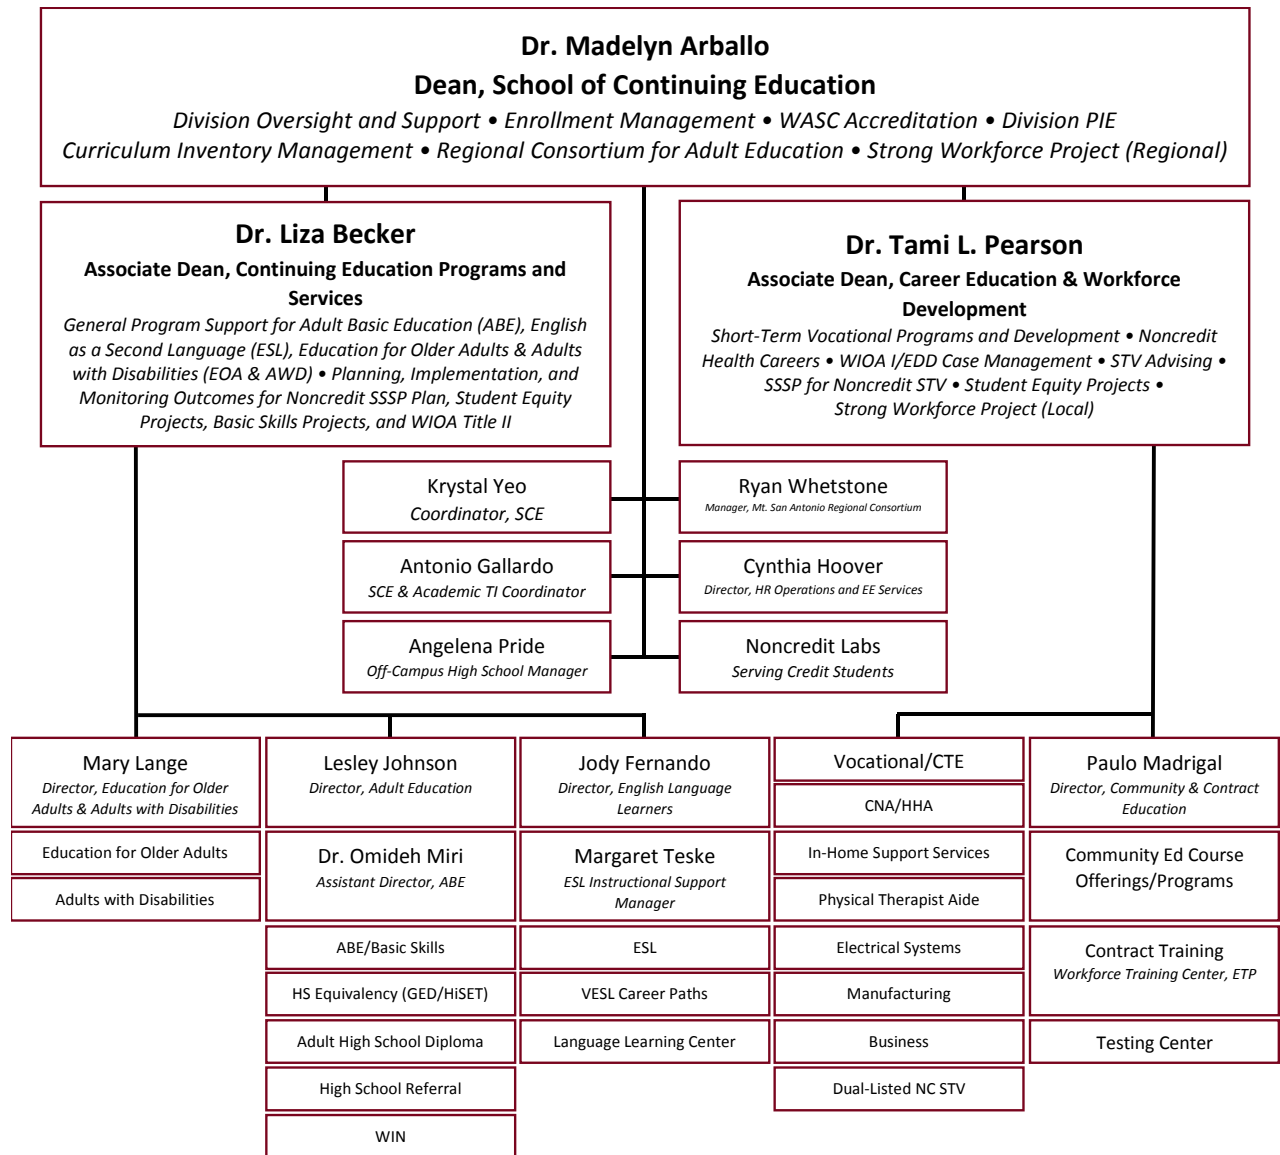 Dr. Madelyn Arballo
Dean, School of Continuing Education
Division Oversight and Support • Enrollment Management • WASC Accreditation • Division PIE
Curriculum Inventory Management • Regional Consortium for Adult Education • Strong Workforce Project (Regional)
Dr. Liza Becker
Associate Dean, Continuing Education Programs and
Services
General Program Support for Adult Basic Education (ABE), English
as a Second Language (ESL), Education for Older Adults & Adults
with Disabilities (EOA & AWD) • Planning, Implementation, and
Monitoring Outcomes for Noncredit SSSP Plan, Student Equity
Projects, Basic Skills Projects, and WIOA Title II
Dr. Tami L. Pearson
Associate Dean, Career Education & Workforce
Development
Short-Term Vocational Programs and Development • Noncredit
Health Careers • WIOA I/EDD Case Management • STV Advising •
SSSP for Noncredit STV • Student Equity Projects •
Strong Workforce Project (Local)
Krystal Yeo
Coordinator, SCE
Ryan Whetstone
Manager, Mt. San Antonio Regional Consortium
Antonio Gallardo
SCE & Academic TI Coordinator
Cynthia Hoover
Director, HR Operations and EE Services
Angelena Pride
Off-Campus High School Manager
Noncredit Labs
Serving Credit Students
Mary Lange
Director, Education for Older
Adults & Adults with Disabilities
Education for Older Adults
Adults with Disabilities
Lesley Johnson
Director, Adult Education
Dr. Omideh Miri
Assistant Director, ABE
ABE/Basic Skills
HS Equivalency (GED/HiSET)
Adult High School Diploma
High School Referral
WIN
Jody Fernando
Director, English Language
Learners
Margaret Teske
ESL Instructional Support
Manager
ESL
VESL Career Paths
Language Learning Center
Vocational/CTE
CNA/HHA
In-Home Support Services
Physical Therapist Aide
Electrical Systems
Manufacturing
Business
Dual-Listed NC STV
Paulo Madrigal
Director, Community & Contract
Education
Community Ed Course
Offerings/Programs
Contract Training
Workforce Training Center, ETP
Testing Center